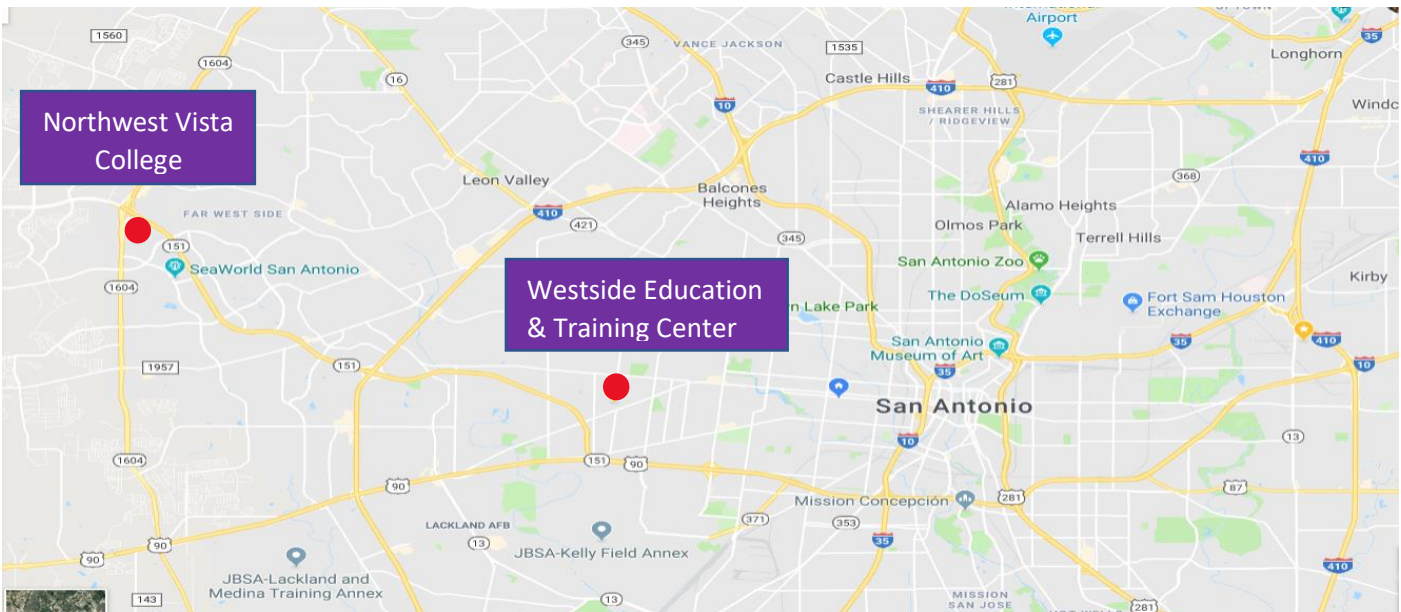 Airport
1560
345
VANCE JACKSON
1535
35
Longhorn
1604
16
Castle Hills
410
281
10
SHEARER HILLS
/ RIDGEVIEW
Northwest Vista
College
410
Leon Valley
Balcones
Heights
368
410
421
345
Alamo Heights
Olmos Park
Terrell Hills
FAR WEST SIDE
151
SeaWorld San Antonio
San Antonio Zoo
Kirby
1604
Westside Education
& Training Center
Lake Park
The DoSeum
Fort Sam Houston
Exchange
San Antonio
Museum of Art
35
410
1957
151
35
10
San Antonio
10
13
1604
151
90
90
Mission Concepción
281
87
LACKLAND AFB
371
353
13
JBSA-Kelly Field Annex
35
90
90
JBSA-Lackland and
Medina Training Annex
410
143
13
MISSION
SAN JOSE
281